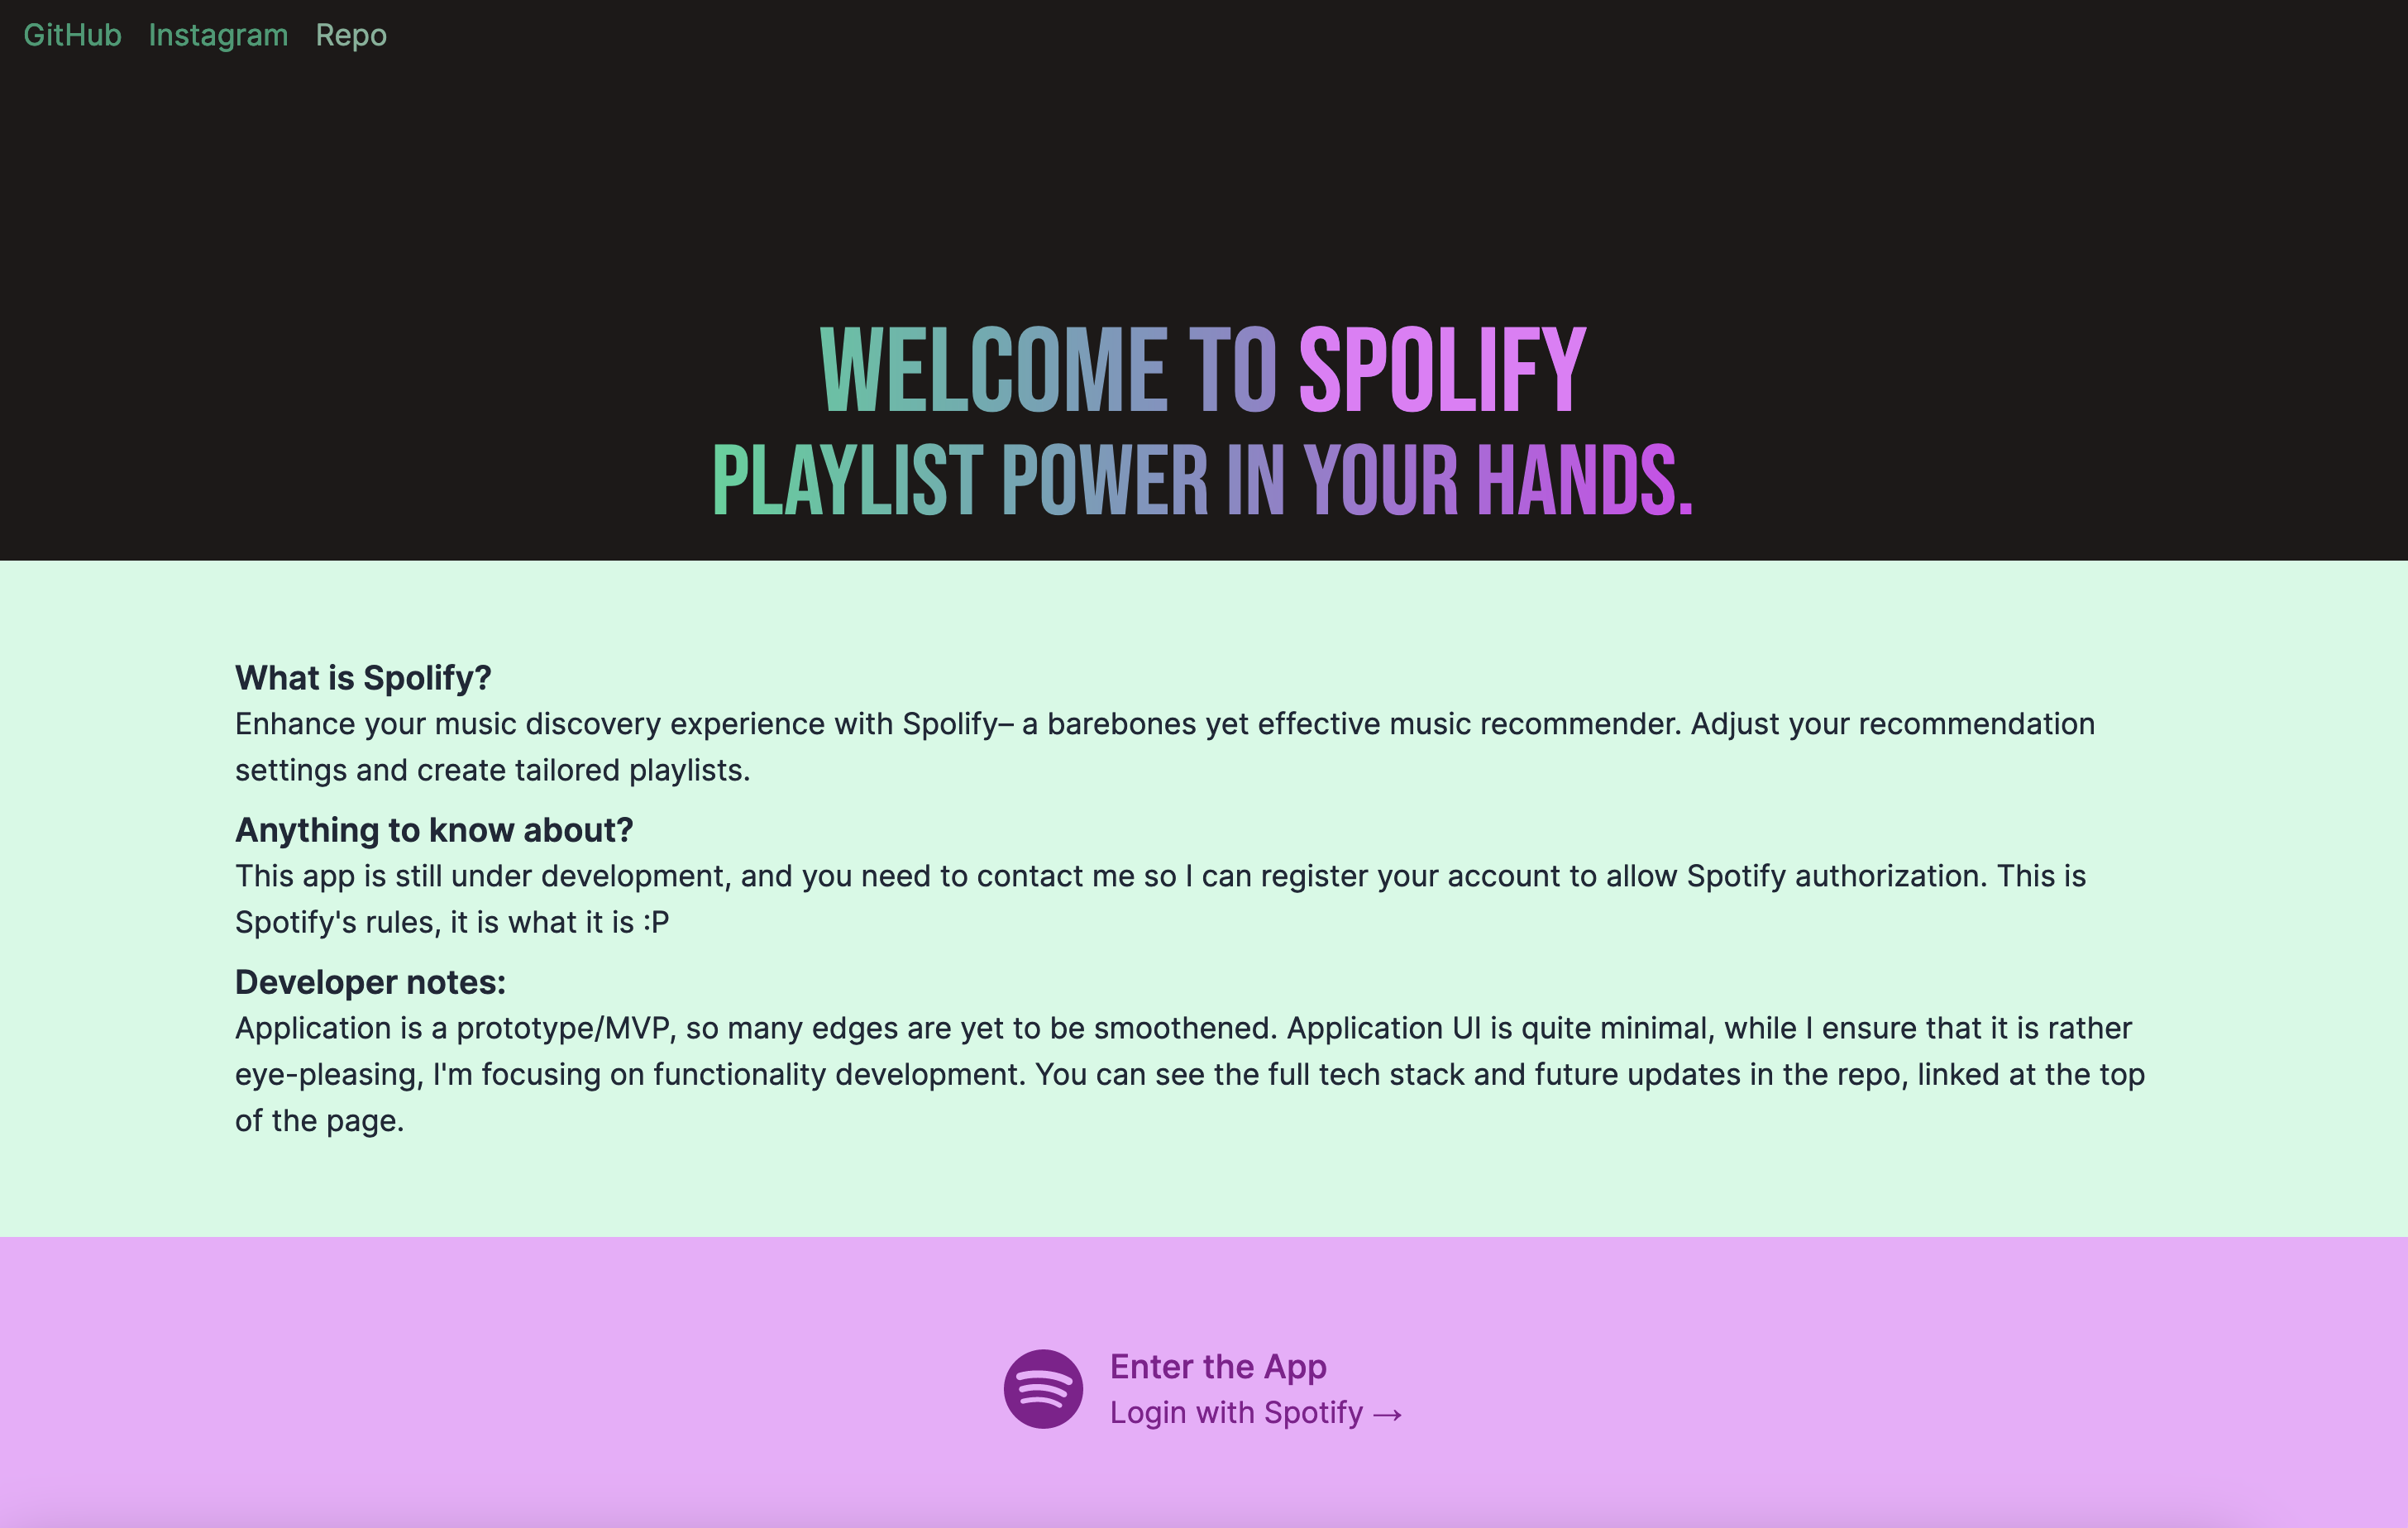 GitHub Instagram Repo
WELCOME TO SPOLIFY
PLAYLIST POWER IN YOUR HANDS.
What is Spolify?
Enhance your music discovery experience with Spolify– a barebones yet effective music recommender. Adjust your recommendation
settings and create tailored playlists.
Anything to know about?
This app is still under development, and you need to contact me so I can register your account to allow Spotify authorization. This is
Spotify's rules, it is what it is :P
Developer notes:
Application is a prototype/MVP, so many edges are yet to be smoothened. Application UI is quite minimal, while I ensure that it is rather
eye-pleasing, I'm focusing on functionality development. You can see the full tech stack and future updates in the repo, linked at the top
of the page.
Enter the App
Login with Spotify →